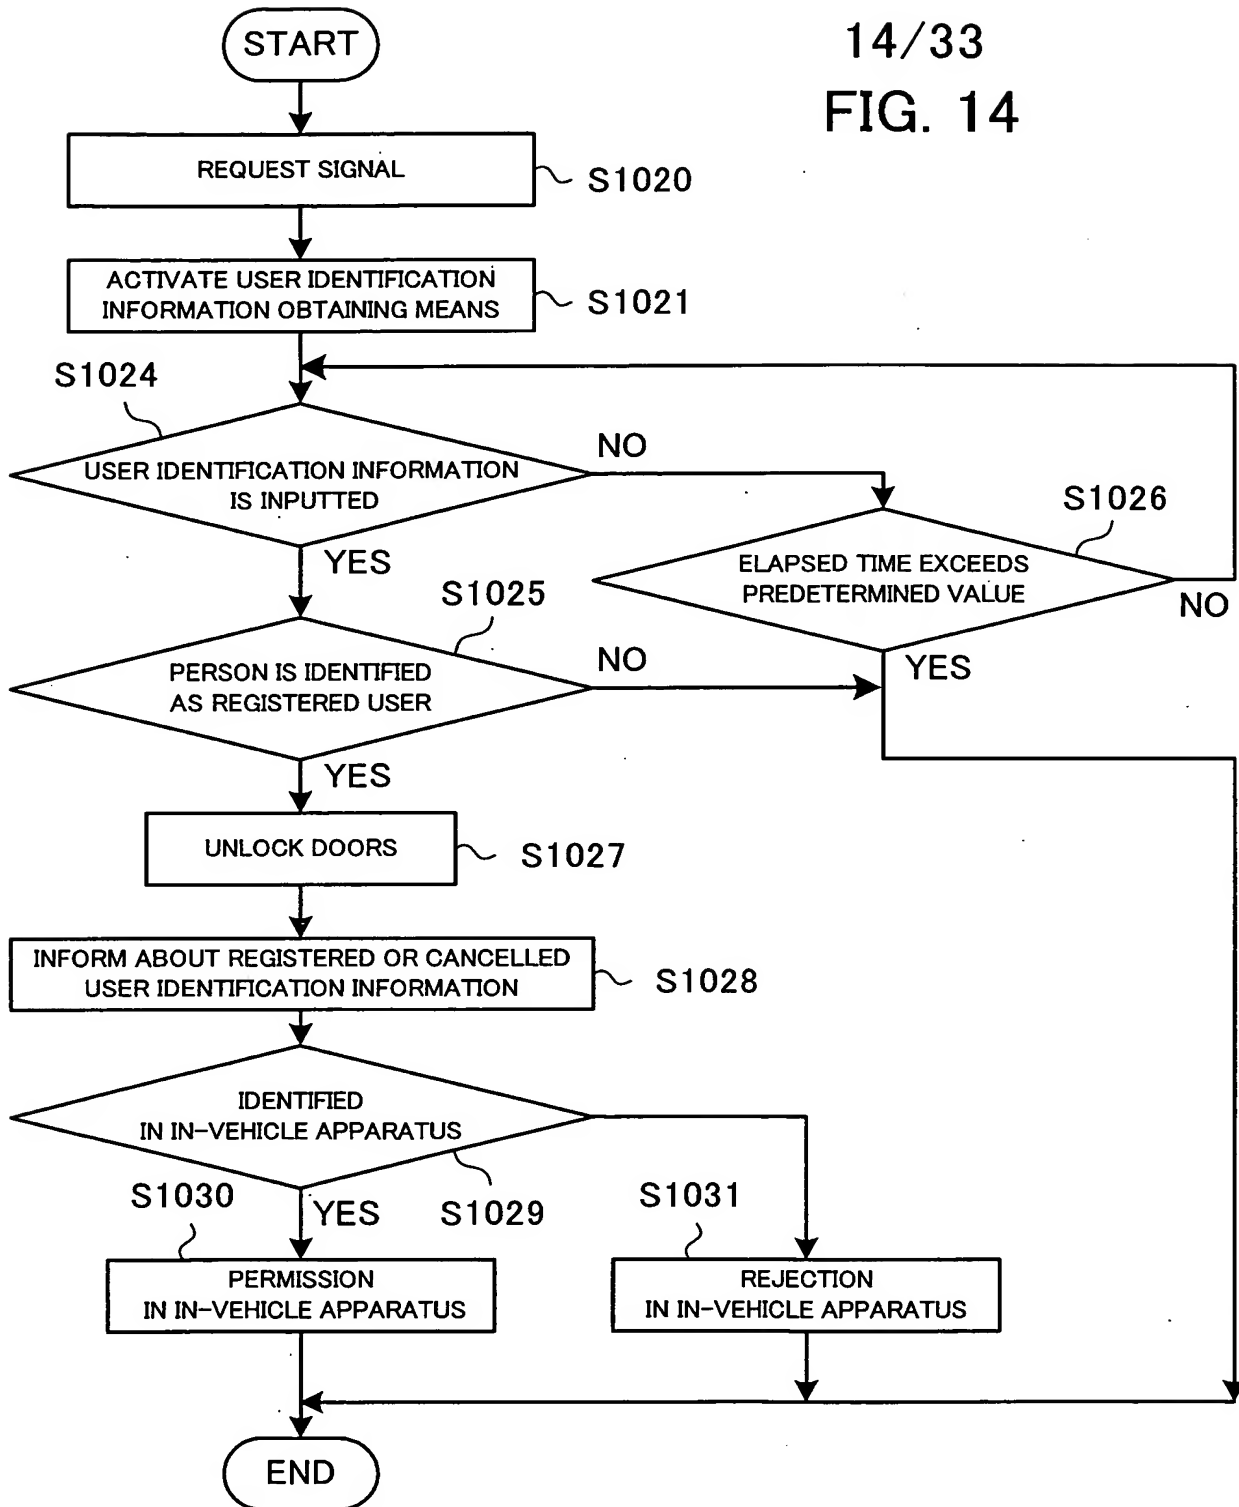 14/33
FIG. 14
START
REQUEST SIGNAL
S1020
ACTIVATE USER IDENTIFICATION
INFORMATION OBTAINING MEANS
S1021
S1024
USER IDENTIFICATION INFORMATION
IS INPUTTED
NO
YES
S1026
ELAPSED TIME EXCEEDS
PREDETERMINED VALUE
NO
YES
S1025
PERSON IS IDENTIFIED
AS REGISTERED USER
NO
YES
UNLOCK DOORS
S1027
INFORM ABOUT REGISTERED OR CANCELLED
USER IDENTIFICATION INFORMATION
S1028
IDENTIFIED
IN IN-VEHICLE APPARATUS
S1029
YES
S1030
PERMISSION
IN IN-VEHICLE APPARATUS
S1031
REJECTION
IN IN-VEHICLE APPARATUS
END